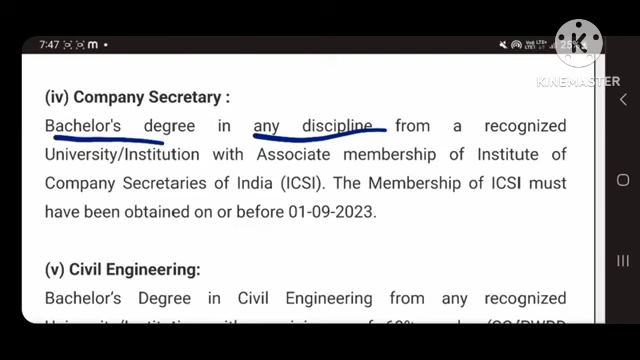 7:47 m
25%
KINEMASTER
(iv) Company Secretary :
Bachelor's degree in any discipline from a recognized
University/Institution with Associate membership of Institute of
Company Secretaries of India (ICSI). The Membership of ICSI must
have been obtained on or before 01-09-2023.
(v) Civil Engineering:
Bachelor's Degree in Civil Engineering from any recognized